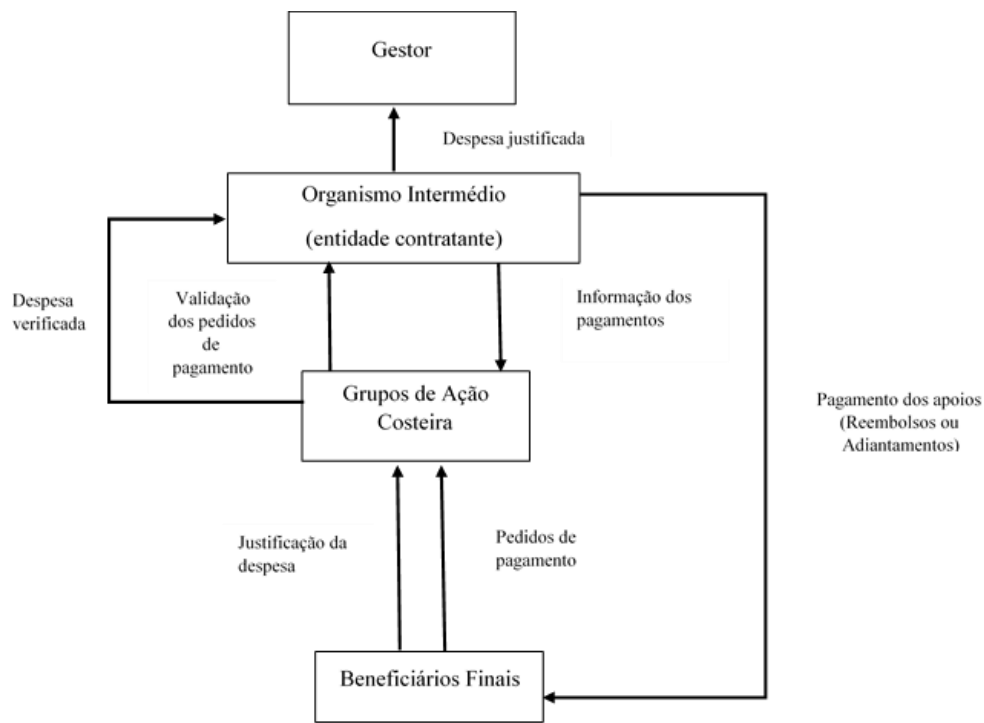 Gestor
Despesa justificada
Organismo Intermédio
(entidade contratante)
Despesa
verificada
Validação
dos pedidos
de
pagamento
Informação dos
pagamentos
Grupos de Ação
Costeira
Pagamento dos apoios
(Reembolsos ou
Adiantamentos)
Justificação da
despesa
Pedidos de
pagamento
Beneficiários Finais